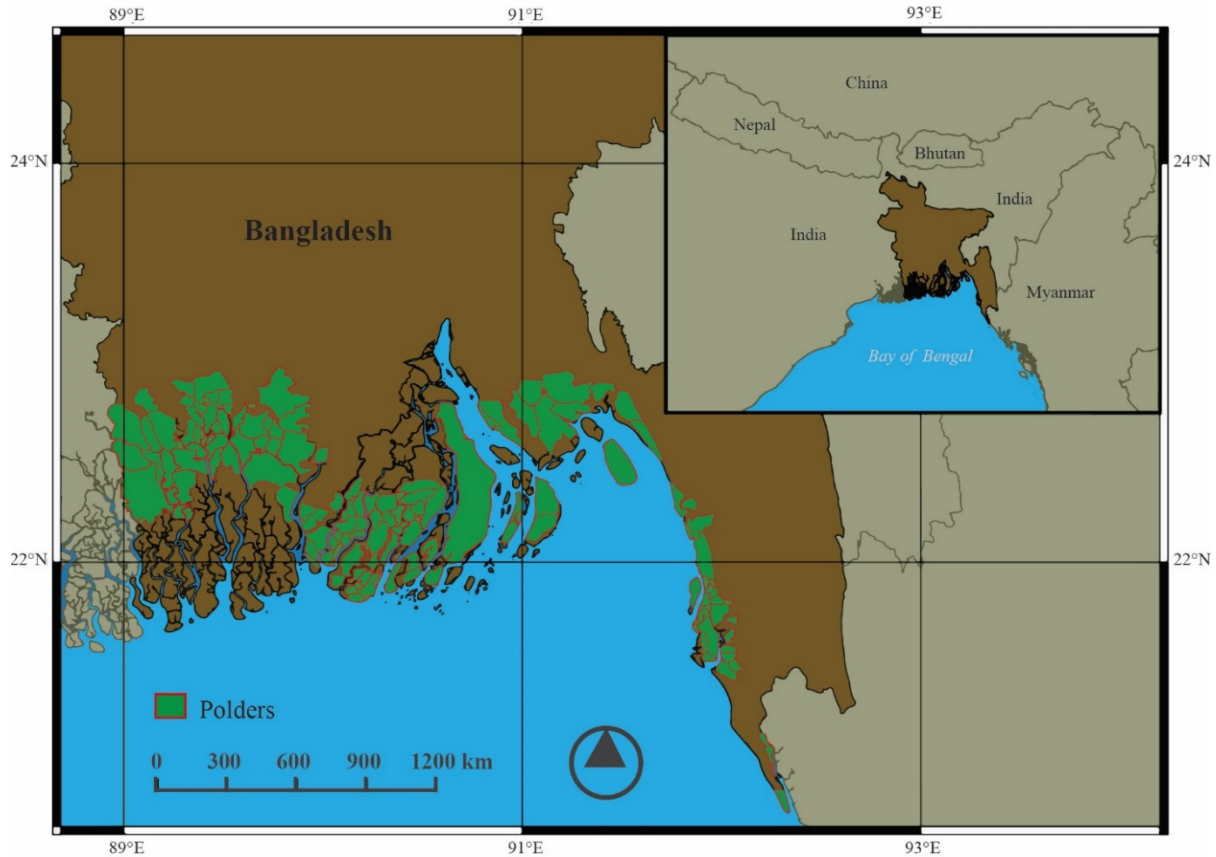 89°E 91°E 93°E
China
Nepal
Bhutan
24°N 24°N
India
Bangladesh
India
Myanmar
Bay of Bengal
22°N 22°N
Polders
0 300 600 900 1200 km
89°E 91°E 93°E